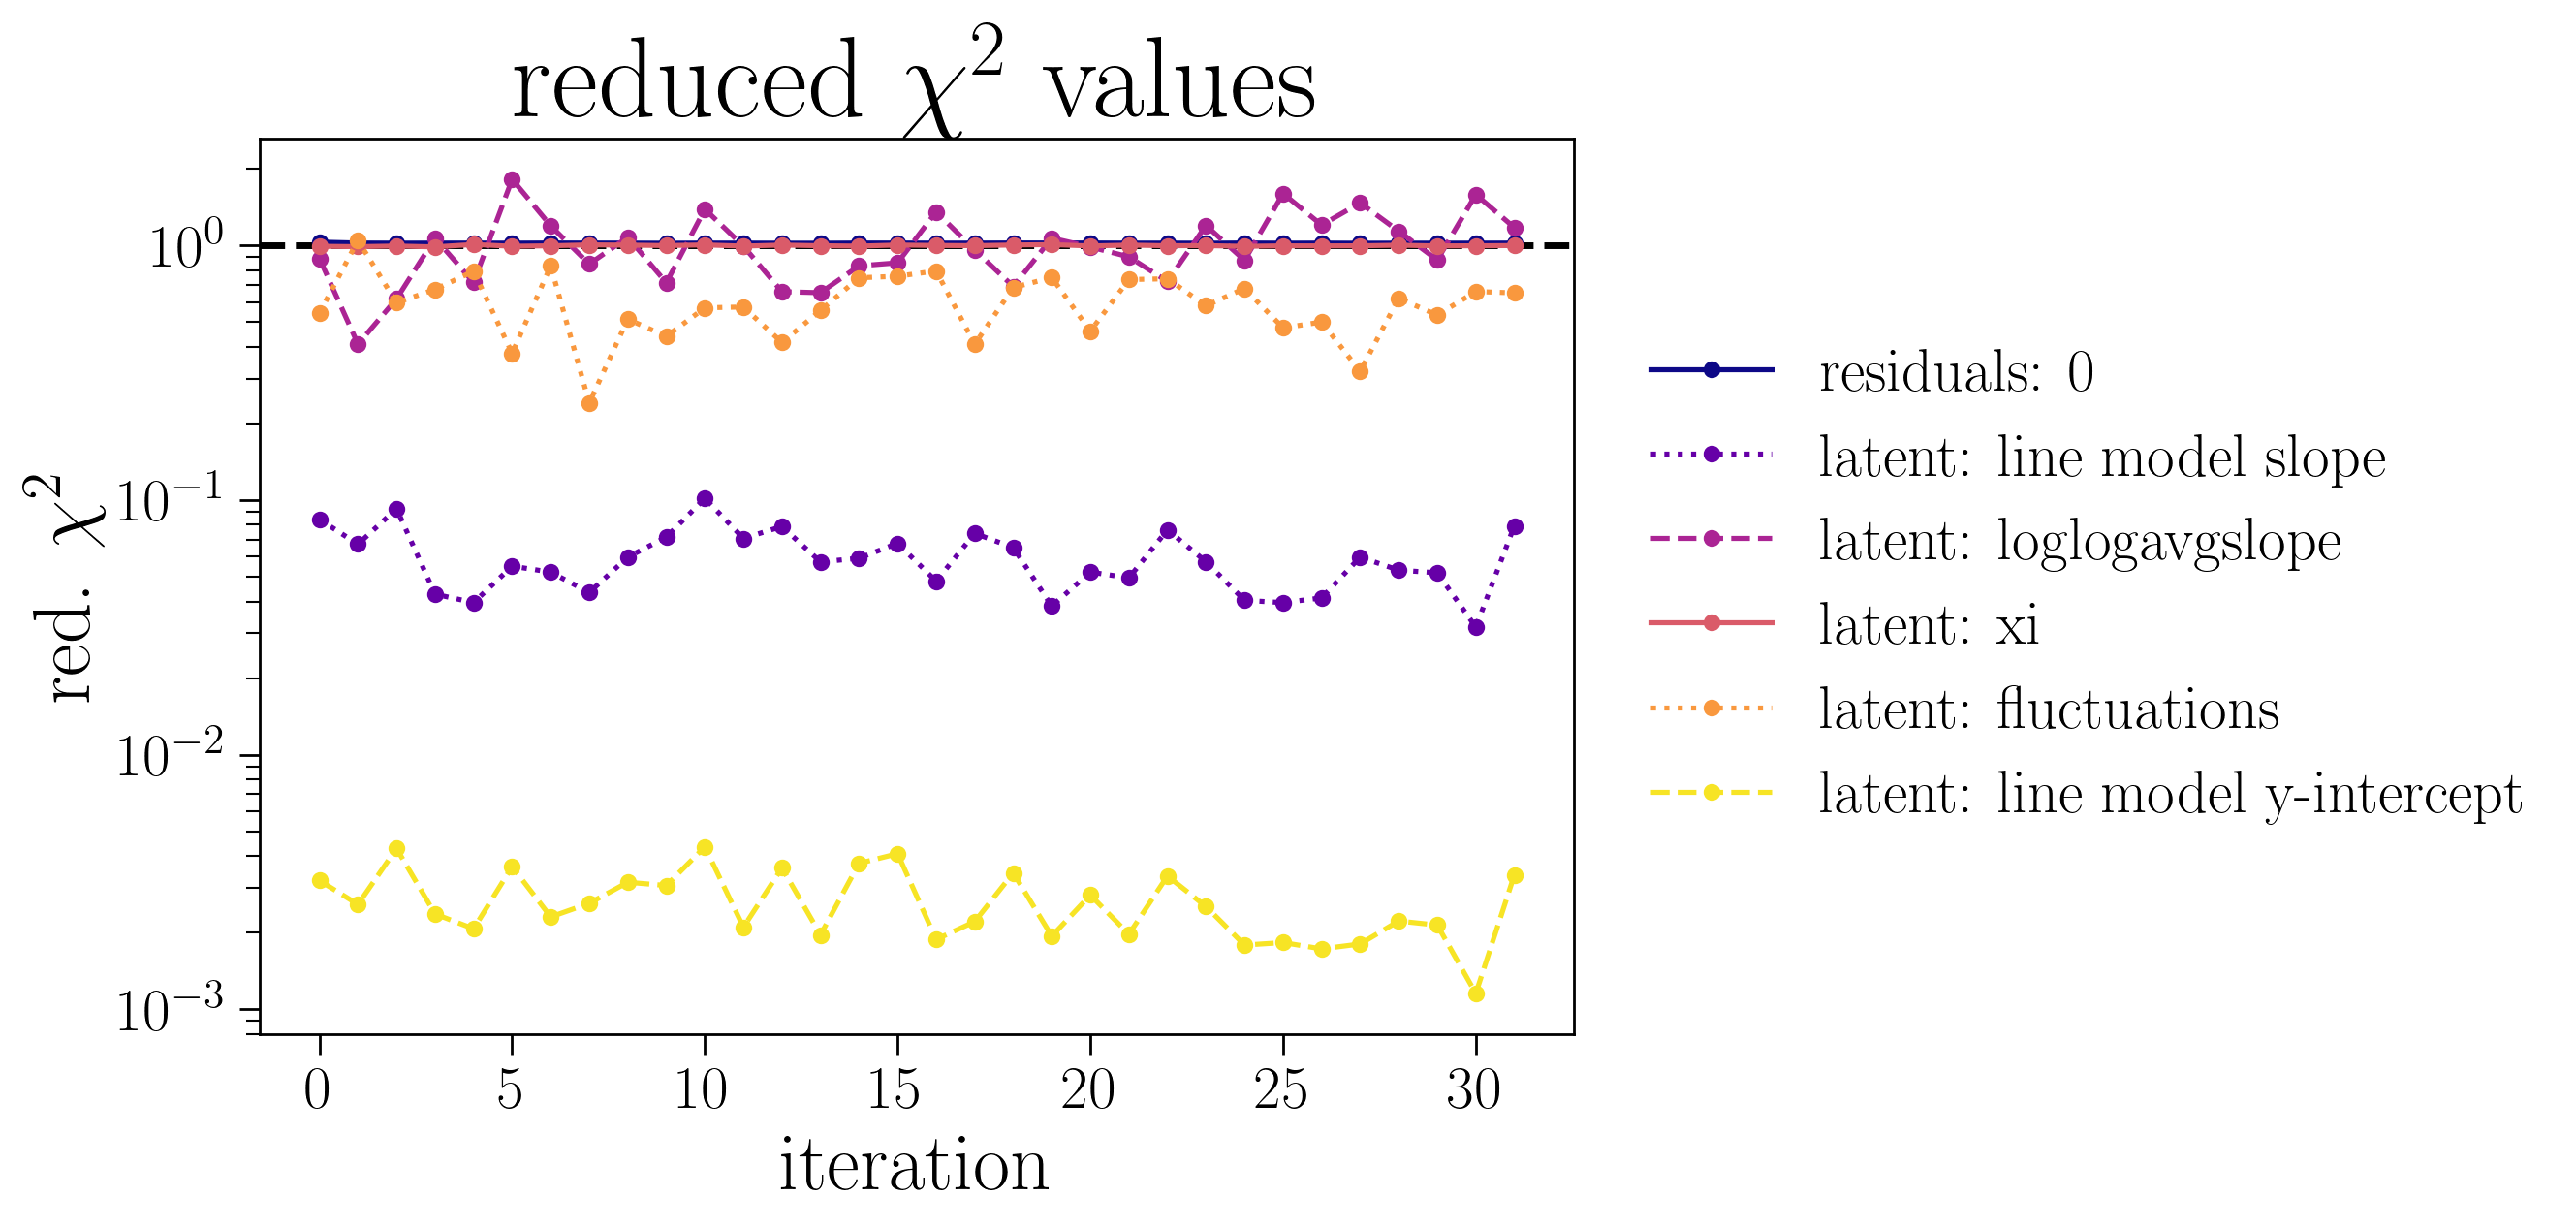 reduced χ² values
red. χ²
10⁰
10⁻¹
10⁻²
10⁻³
0 5 10 15 20 25 30
iteration
residuals: 0
latent: line model slope
latent: loglogavgslope
latent: xi
latent: fluctuations
latent: line model y-intercept